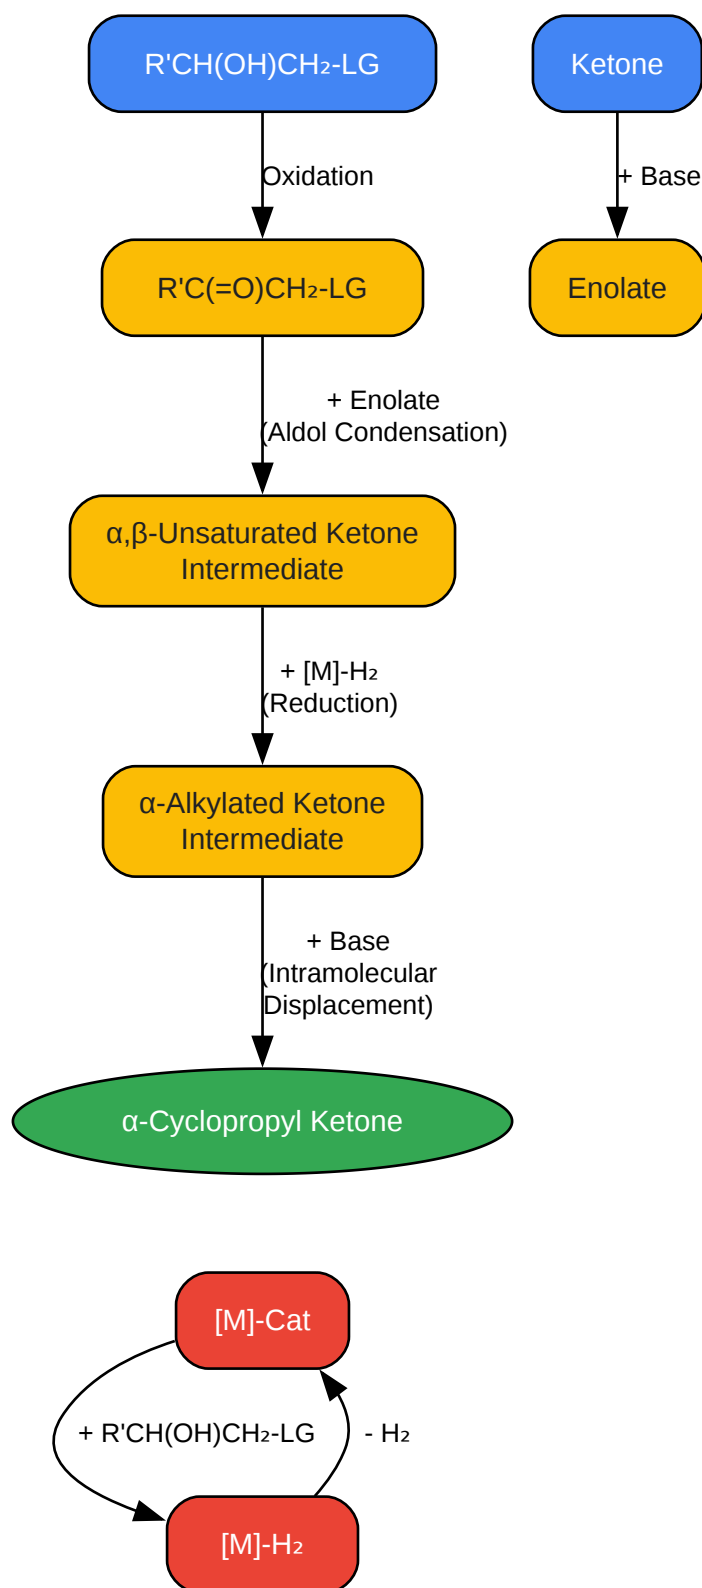 R'CH(OH)CH₂-LG
Ketone
Oxidation
+ Base
R'C(=O)CH₂-LG
Enolate
+ Enolate
(Aldol Condensation)
α,β-Unsaturated Ketone
Intermediate
+ [M]-H₂
(Reduction)
α-Alkylated Ketone
Intermediate
+ Base
(Intramolecular
Displacement)
α-Cyclopropyl Ketone
[M]-Cat
+ R'CH(OH)CH₂-LG
- H₂
[M]-H₂